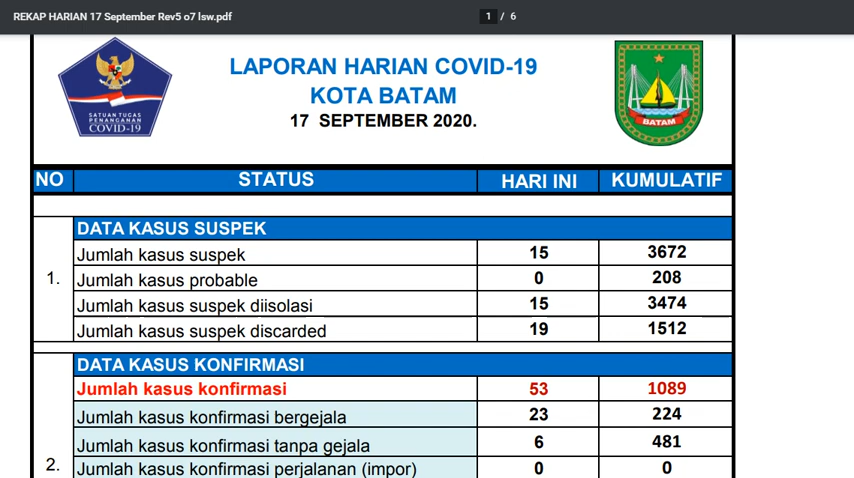 REKAP HARIAN 17 September Rev5 o7 lsw.pdf 1 / 6
SATUAN TUGAS
PENANGANAN
COVID-19
LAPORAN HARIAN COVID-19
KOTA BATAM
17 SEPTEMBER 2020.
BATAM
NO STATUS HARI INI KUMULATIF
DATA KASUS SUSPEK
Jumlah kasus suspek 15 3672
1. Jumlah kasus probable 0 208
Jumlah kasus suspek diisolasi 15 3474
Jumlah kasus suspek discarded 19 1512
DATA KASUS KONFIRMASI
Jumlah kasus konfirmasi 53 1089
Jumlah kasus konfirmasi bergejala 23 224
Jumlah kasus konfirmasi tanpa gejala 6 481
2. Jumlah kasus konfirmasi perjalanan (impor) 0 0